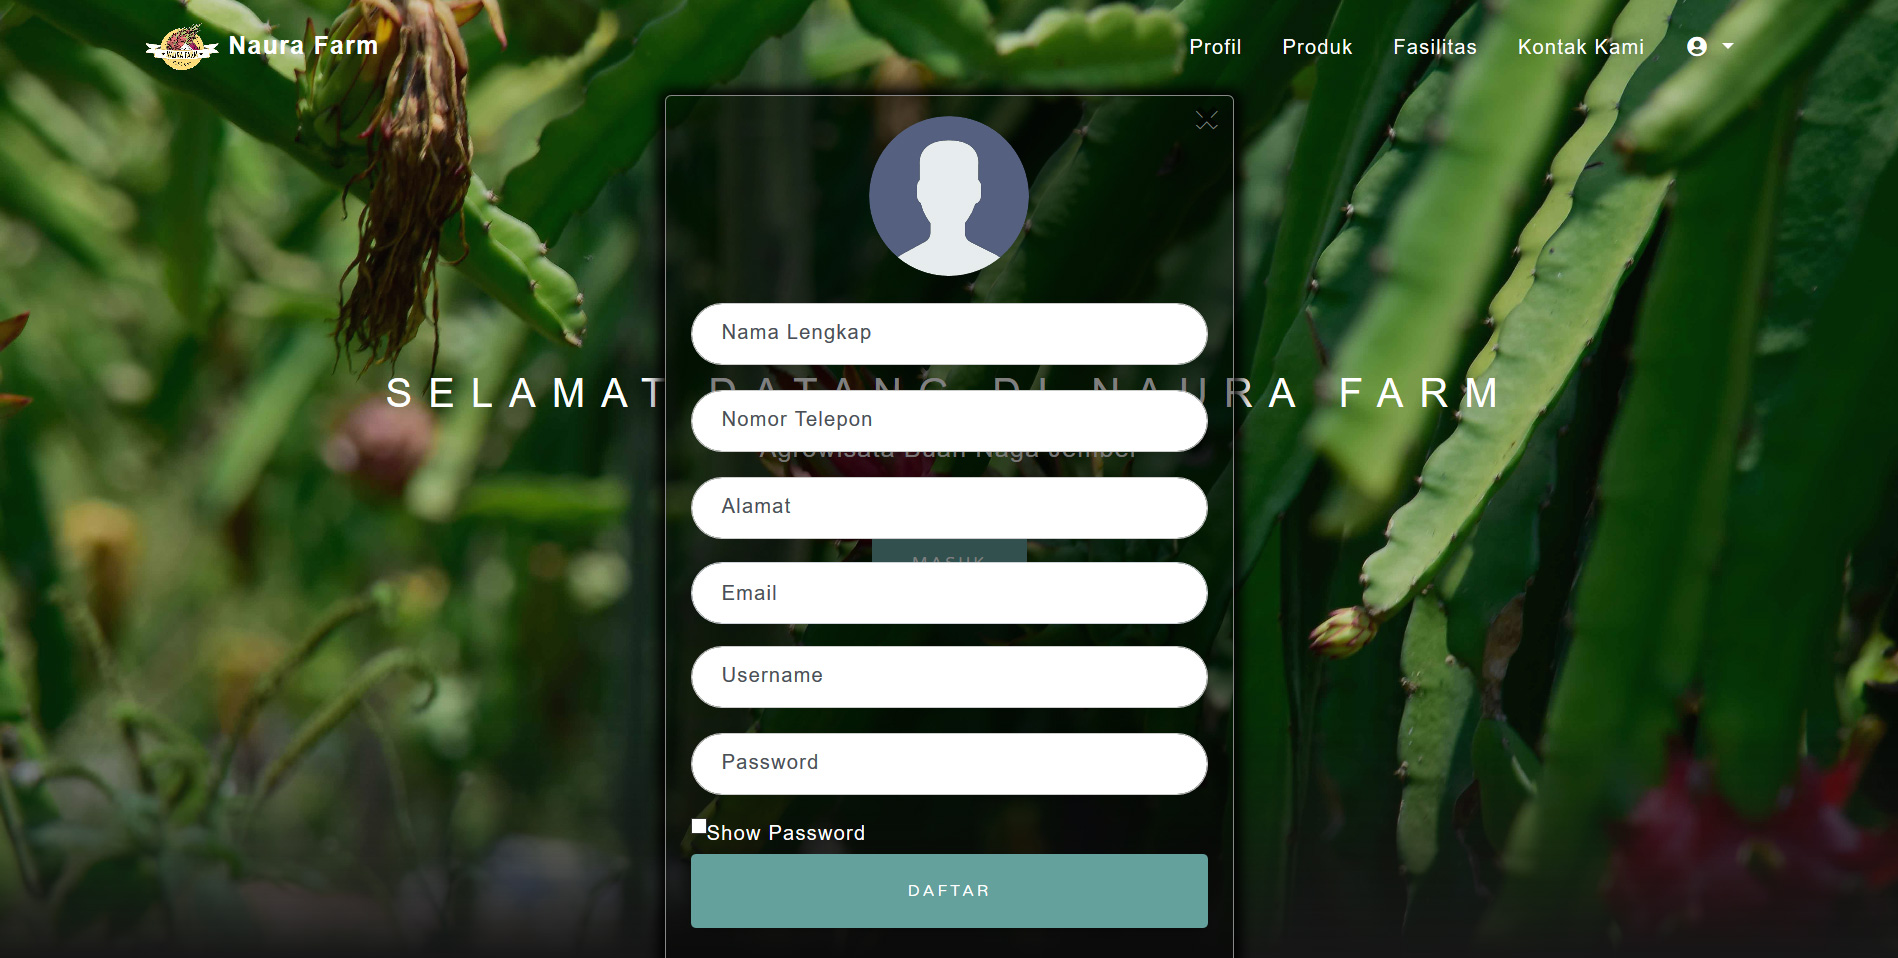 Naura Farm
Profil
Produk
Fasilitas
Kontak Kami
Nama Lengkap
SELAMAT DATANG DI NAURA FARM
Nomor Telepon
Agrowisata Buah Naga Jember
Alamat
MASUK
Email
Username
Password
Show Password
DAFTAR